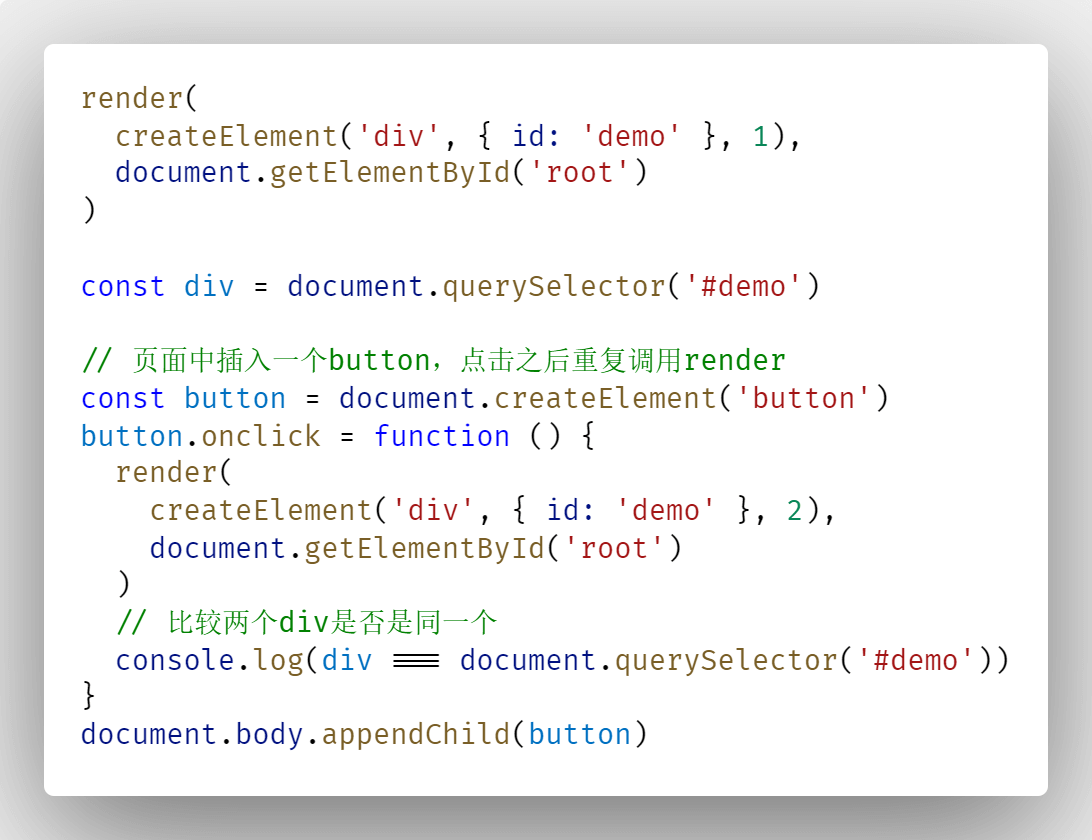 render(
  createElement('div', { id: 'demo' }, 1),
  document.getElementById('root')
)

const div = document.querySelector('#demo')

// 页面中插入一个button，点击之后重复调用render
const button = document.createElement('button')
button.onclick = function () {
  render(
    createElement('div', { id: 'demo' }, 2),
    document.getElementById('root')
  )
  // 比较两个div是否是同一个
  console.log(div === document.querySelector('#demo'))
}
document.body.appendChild(button)